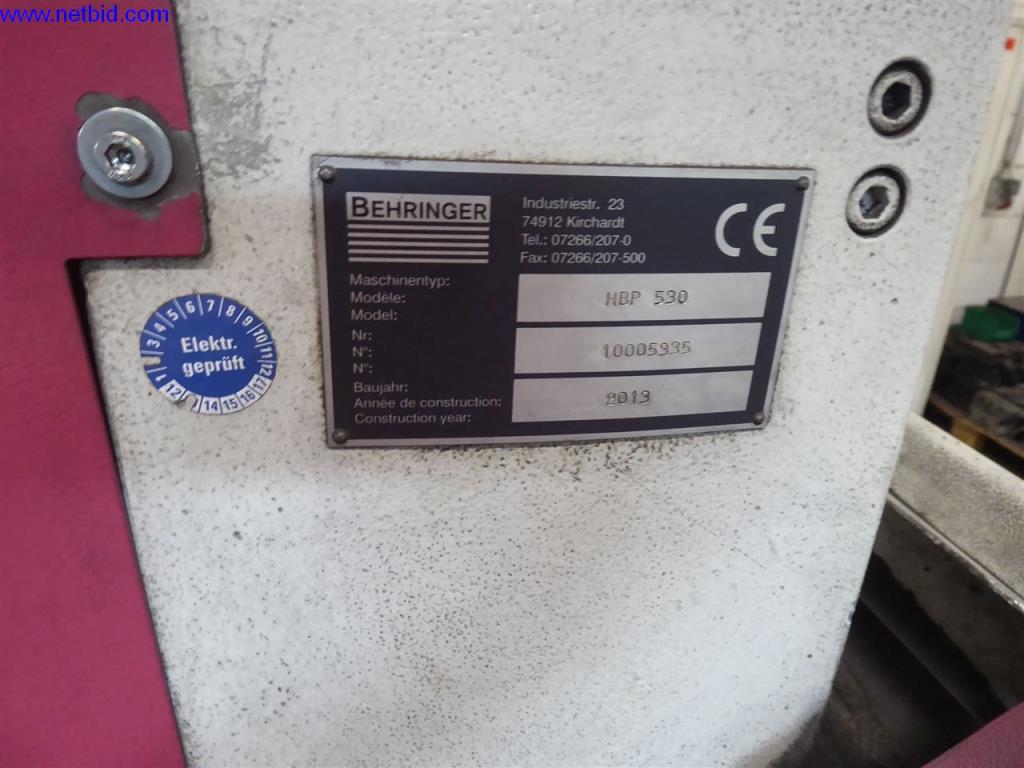 www.netbid.com
BEHRINGER
Industriestr. 23
74912 Kirchardt
Tel.: 07266/207-0
Fax: 07266/207-500
CE
Maschinentyp:
Modèle:
Model:
HBP 530
Nr:
N°:
N°:
10005335
Baujahr:
Année de construction:
Construction year:
2013
1 2 3 4 5 6 7 8 9 10 11 12
Elektr.
geprüft
12 14 15 16 17